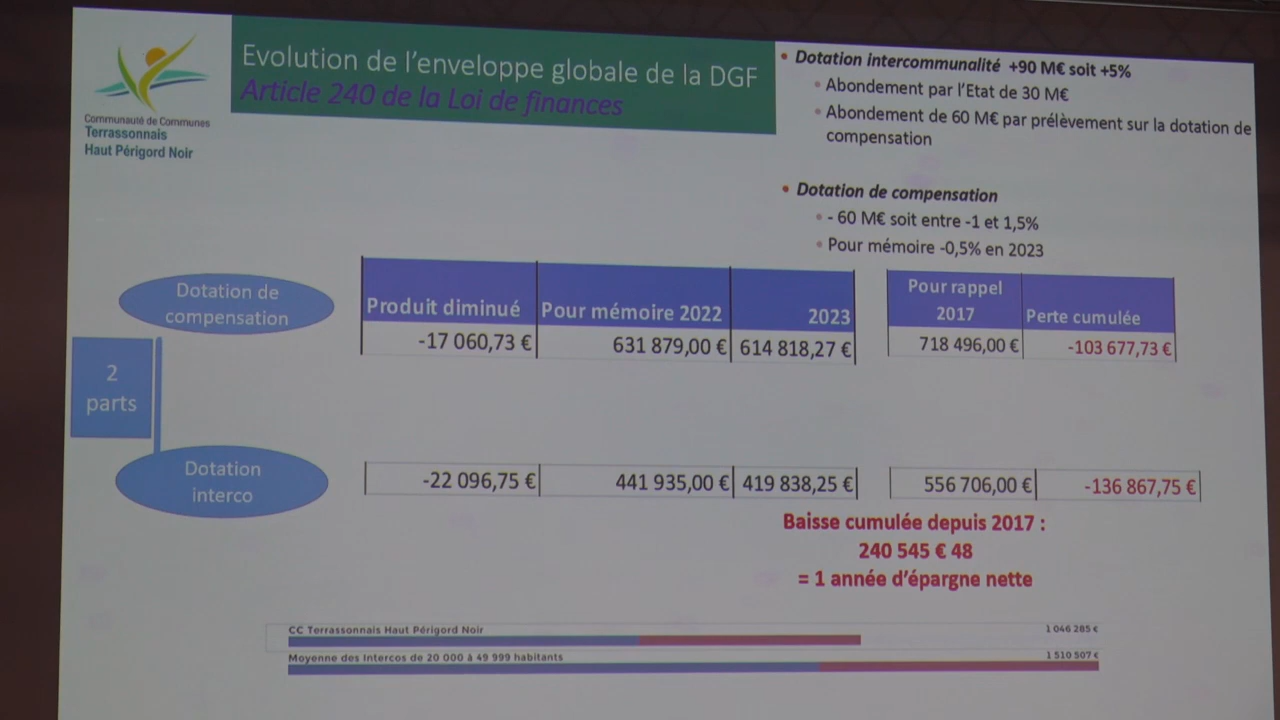 Communauté de Communes
Terrassonnais
Haut Périgord Noir
Evolution de l'enveloppe globale de la DGF
Article 240 de la Loi de finances
• Dotation intercommunalité +90 M€ soit +5%
• Abondement par l'Etat de 30 M€
• Abondement de 60 M€ par prélèvement sur la dotation de
compensation
• Dotation de compensation
• - 60 M€ soit entre -1 et 1,5%
• Pour mémoire -0,5% en 2023
Dotation de
compensation
Produit diminué Pour mémoire 2022 2023
-17 060,73 € 631 879,00 € 614 818,27 €
Pour rappel
2017 Perte cumulée
718 496,00 € -103 677,73 €
2
parts
Dotation
interco
-22 096,75 € 441 935,00 € 419 838,25 € 556 706,00 € -136 867,75 €
Baisse cumulée depuis 2017 :
240 545 € 48
= 1 année d'épargne nette
CC Terrassonnais Haut Périgord Noir 1 046 285 €
Moyenne des Intercos de 20 000 à 49 999 habitants 1 510 507 €